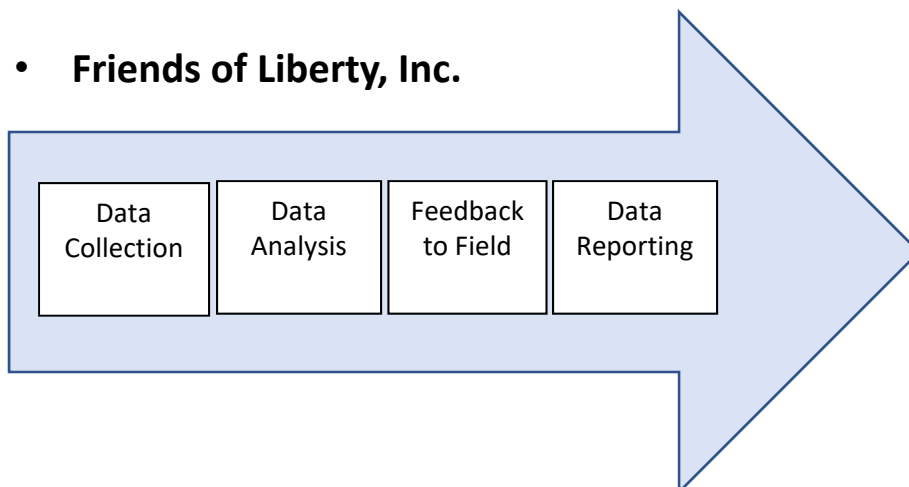 • Friends of Liberty, Inc.
Data
Collection
Data
Analysis
Feedback
to Field
Data
Reporting